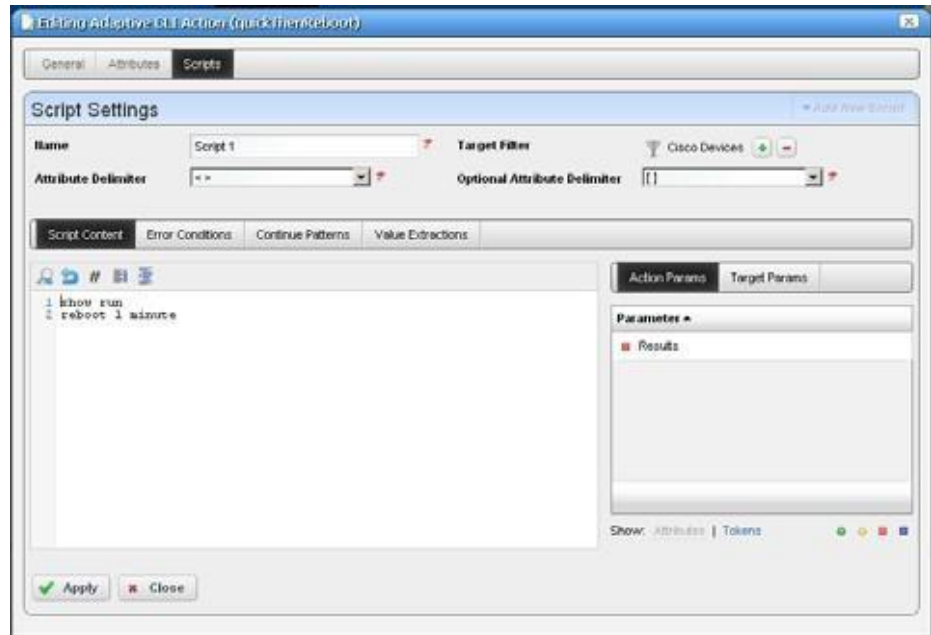 Editing Adaptive CLI Action (quickThenReboot)
General Attributes Scripts
Script Settings
Add New Script
Name Script 1 * Target Filter Cisco Devices + -
Attribute Delimiter < > * Optional Attribute Delimiter [ ] *
Script Content Error Conditions Continue Patterns Value Extractions
Action Params Target Params
#
1 show run
2 reboot 1 minute
Parameter
Results
Show: Attributes | Tokens
Apply Close